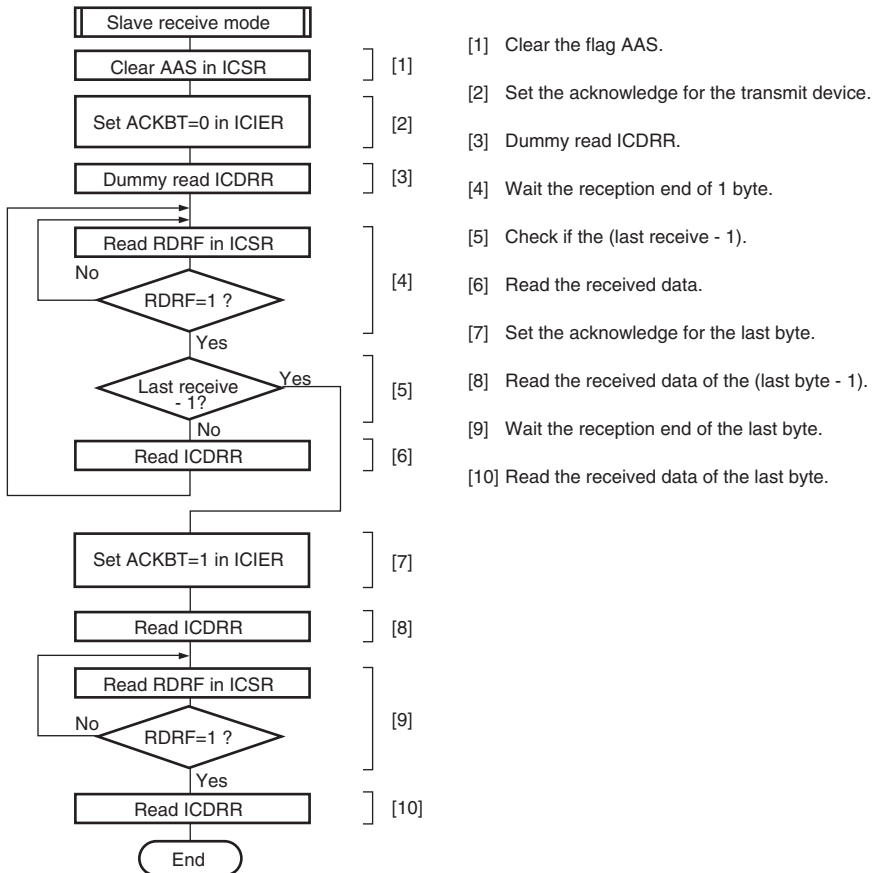 Slave receive mode
Clear AAS in ICSR
[1]
Set ACKBT=0 in ICIER
[2]
Dummy read ICDRR
[3]
Read RDRF in ICSR
No
[4]
RDRF=1 ?
Yes
Last receive
- 1?
Yes
[5]
No
Read ICDRR
[6]
Set ACKBT=1 in ICIER
[7]
Read ICDRR
[8]
Read RDRF in ICSR
No
[9]
RDRF=1 ?
Yes
Read ICDRR
[10]
End
[1] Clear the flag AAS.
[2] Set the acknowledge for the transmit device.
[3] Dummy read ICDRR.
[4] Wait the reception end of 1 byte.
[5] Check if the (last receive - 1).
[6] Read the received data.
[7] Set the acknowledge for the last byte.
[8] Read the received data of the (last byte - 1).
[9] Wait the reception end of the last byte.
[10] Read the received data of the last byte.